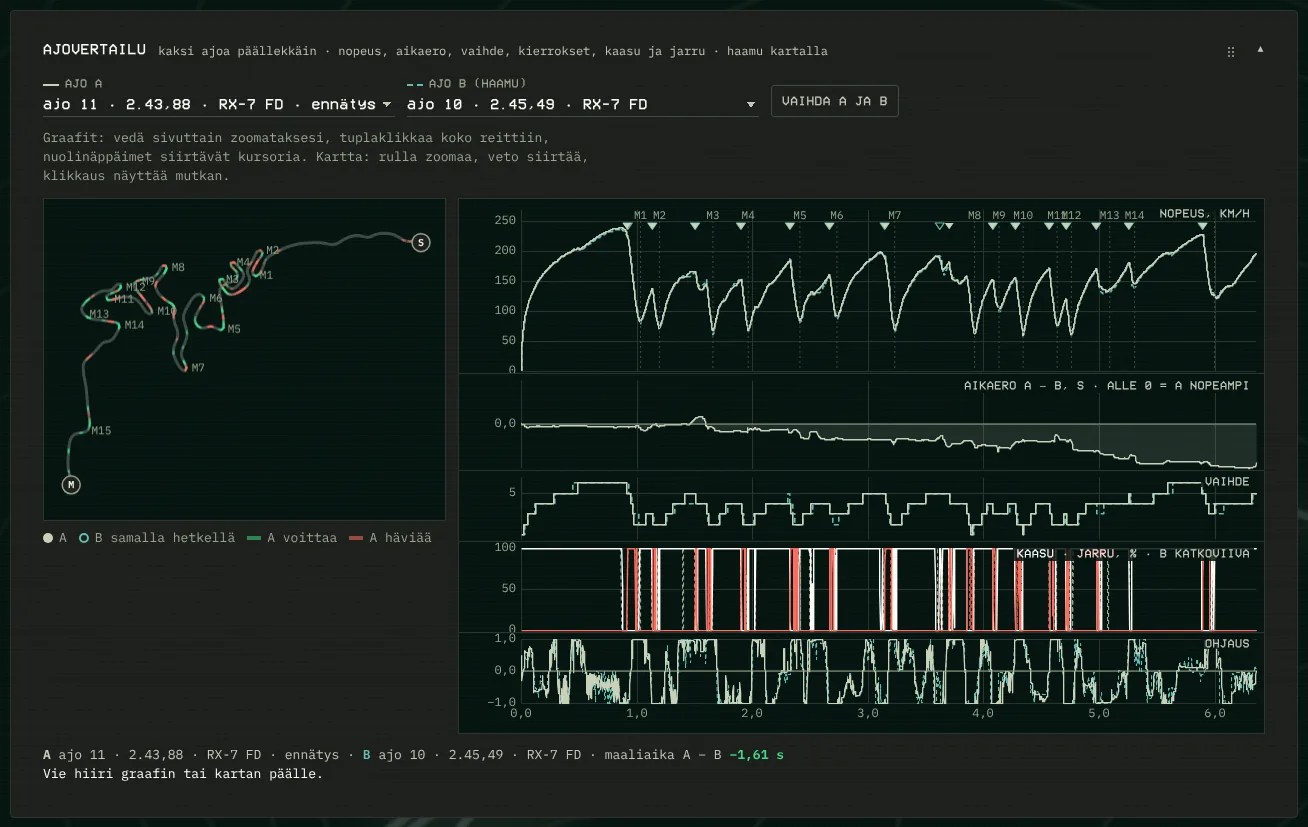 AJOVERTAILU kaksi ajoa päällekkäin · nopeus, aikaero, vaihde, kierrokset, kaasu ja jarru · haamu kartalla
AJO A
AJO B (HAAMU)
ajo 11 · 2.43,88 · RX-7 FD · ennätys
ajo 10 · 2.45,49 · RX-7 FD
VAIHDA A JA B
Graafit: vedä sivuttain zoomataksesi, tuplaklikkaa koko reittiin,
nuolinäppäimet siirtävät kursoria. Kartta: rulla zoomaa, veto siirtää,
klikkaus näyttää mutkan.
S
M2
M4
M1
M8
M3
M9
M12
M6
M11
M10
M13
M14
M5
M7
M15
M
A
B samalla hetkellä
A voittaa
A häviää
M1 M2 M3 M4 M5 M6 M7 M8 M9 M10 M11 M12 M13 M14
NOPEUS, KM/H
250
200
150
100
50
0
AIKAERO A − B, S · ALLE 0 = A NOPEAMPI
0,0
VAIHDE
5
KAASU · JARRU, % · B KATKOVIIVA
100
50
0
OHJAUS
1,0
0,0
−1,0
0,0 1,0 2,0 3,0 4,0 5,0 6,0
A ajo 11 · 2.43,88 · RX-7 FD · ennätys · B ajo 10 · 2.45,49 · RX-7 FD · maaliaika A − B −1,61 s
Vie hiiri graafin tai kartan päälle.